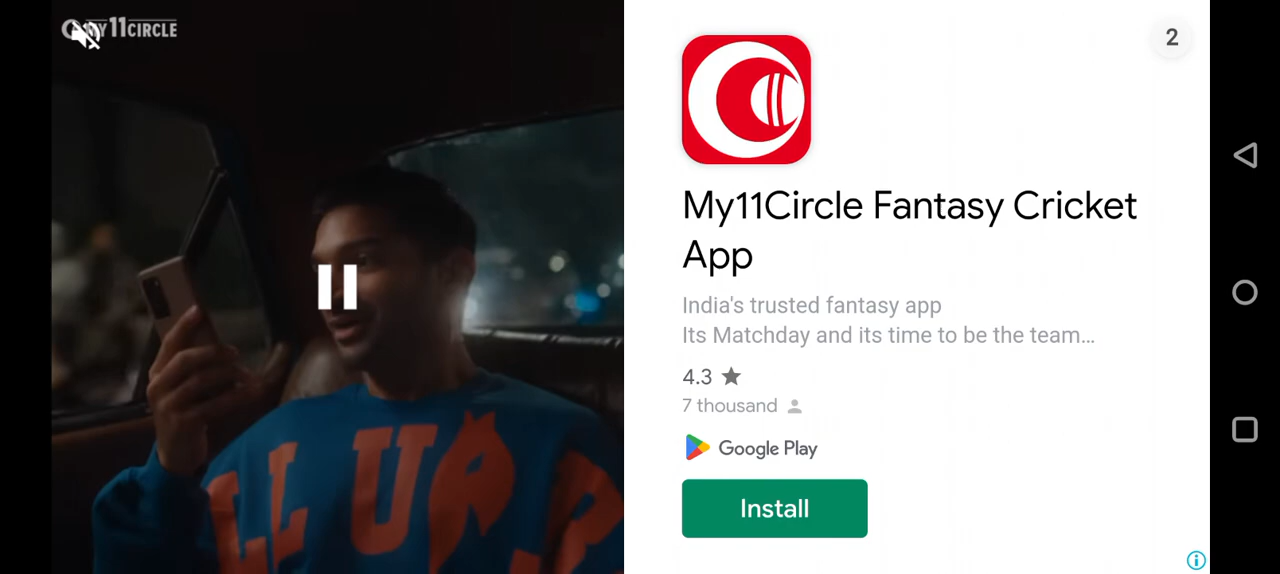 MY11CIRCLE
2
My11Circle Fantasy Cricket
App
India's trusted fantasy app
Its Matchday and its time to be the team...
4.3
7 thousand
Google Play
Install